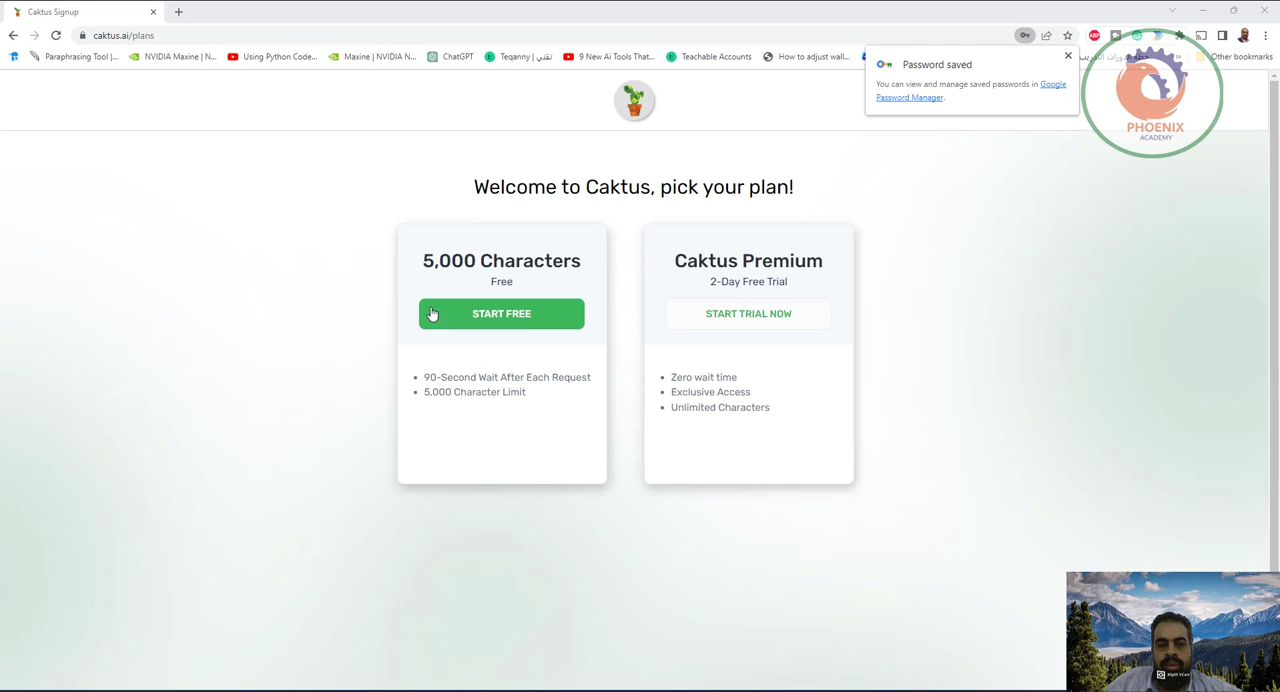 Caktus Signup
caktus.ai/plans
Paraphrasing Tool |...
NVIDIA Maxine | N...
Using Python Code...
Maxine | NVIDIA N...
ChatGPT
Teqanny | تقني
9 New Ai Tools That...
Teachable Accounts
How to adjust wall...
Other bookmarks
Password saved
You can view and manage saved passwords in Google
Password Manager.
PHOENIX
ACADEMY
Welcome to Caktus, pick your plan!
5,000 Characters
Free
START FREE
90-Second Wait After Each Request
5,000 Character Limit
Caktus Premium
2-Day Free Trial
START TRIAL NOW
Zero wait time
Exclusive Access
Unlimited Characters
XSplit VCam